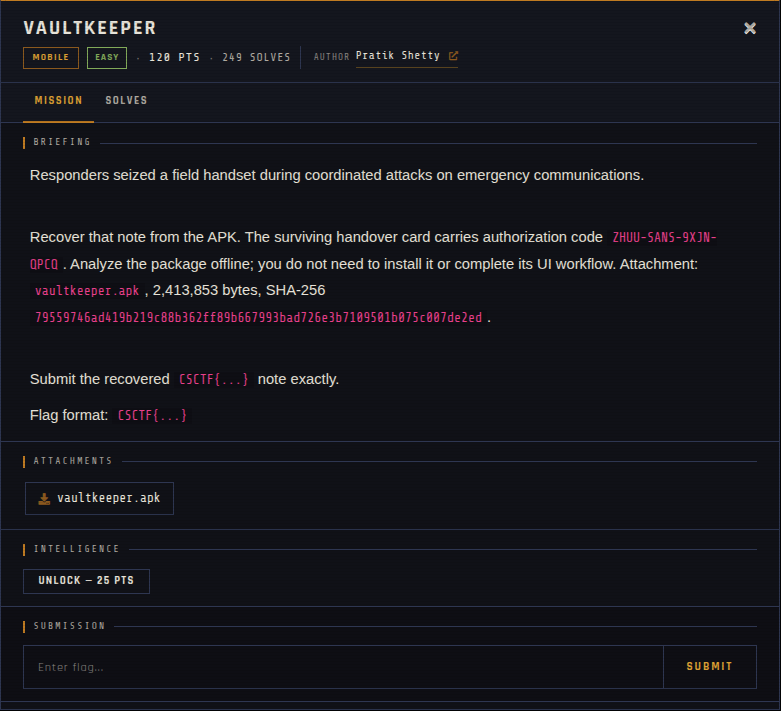 VAULTKEEPER
MOBILE EASY · 120 PTS · 249 SOLVES AUTHOR Pratik Shetty
MISSION SOLVES
BRIEFING
Responders seized a field handset during coordinated attacks on emergency communications.
Recover that note from the APK. The surviving handover card carries authorization code ZHUU-SAN5-9XJN-
QPCQ . Analyze the package offline; you do not need to install it or complete its UI workflow. Attachment:
vaultkeeper.apk , 2,413,853 bytes, SHA-256
79559746ad419b219c88b362ff89b667993bad726e3b7109501b075c007de2ed .
Submit the recovered CSCTF{...} note exactly.
Flag format: CSCTF{...}
ATTACHMENTS
vaultkeeper.apk
INTELLIGENCE
UNLOCK — 25 PTS
SUBMISSION
Enter flag...
SUBMIT